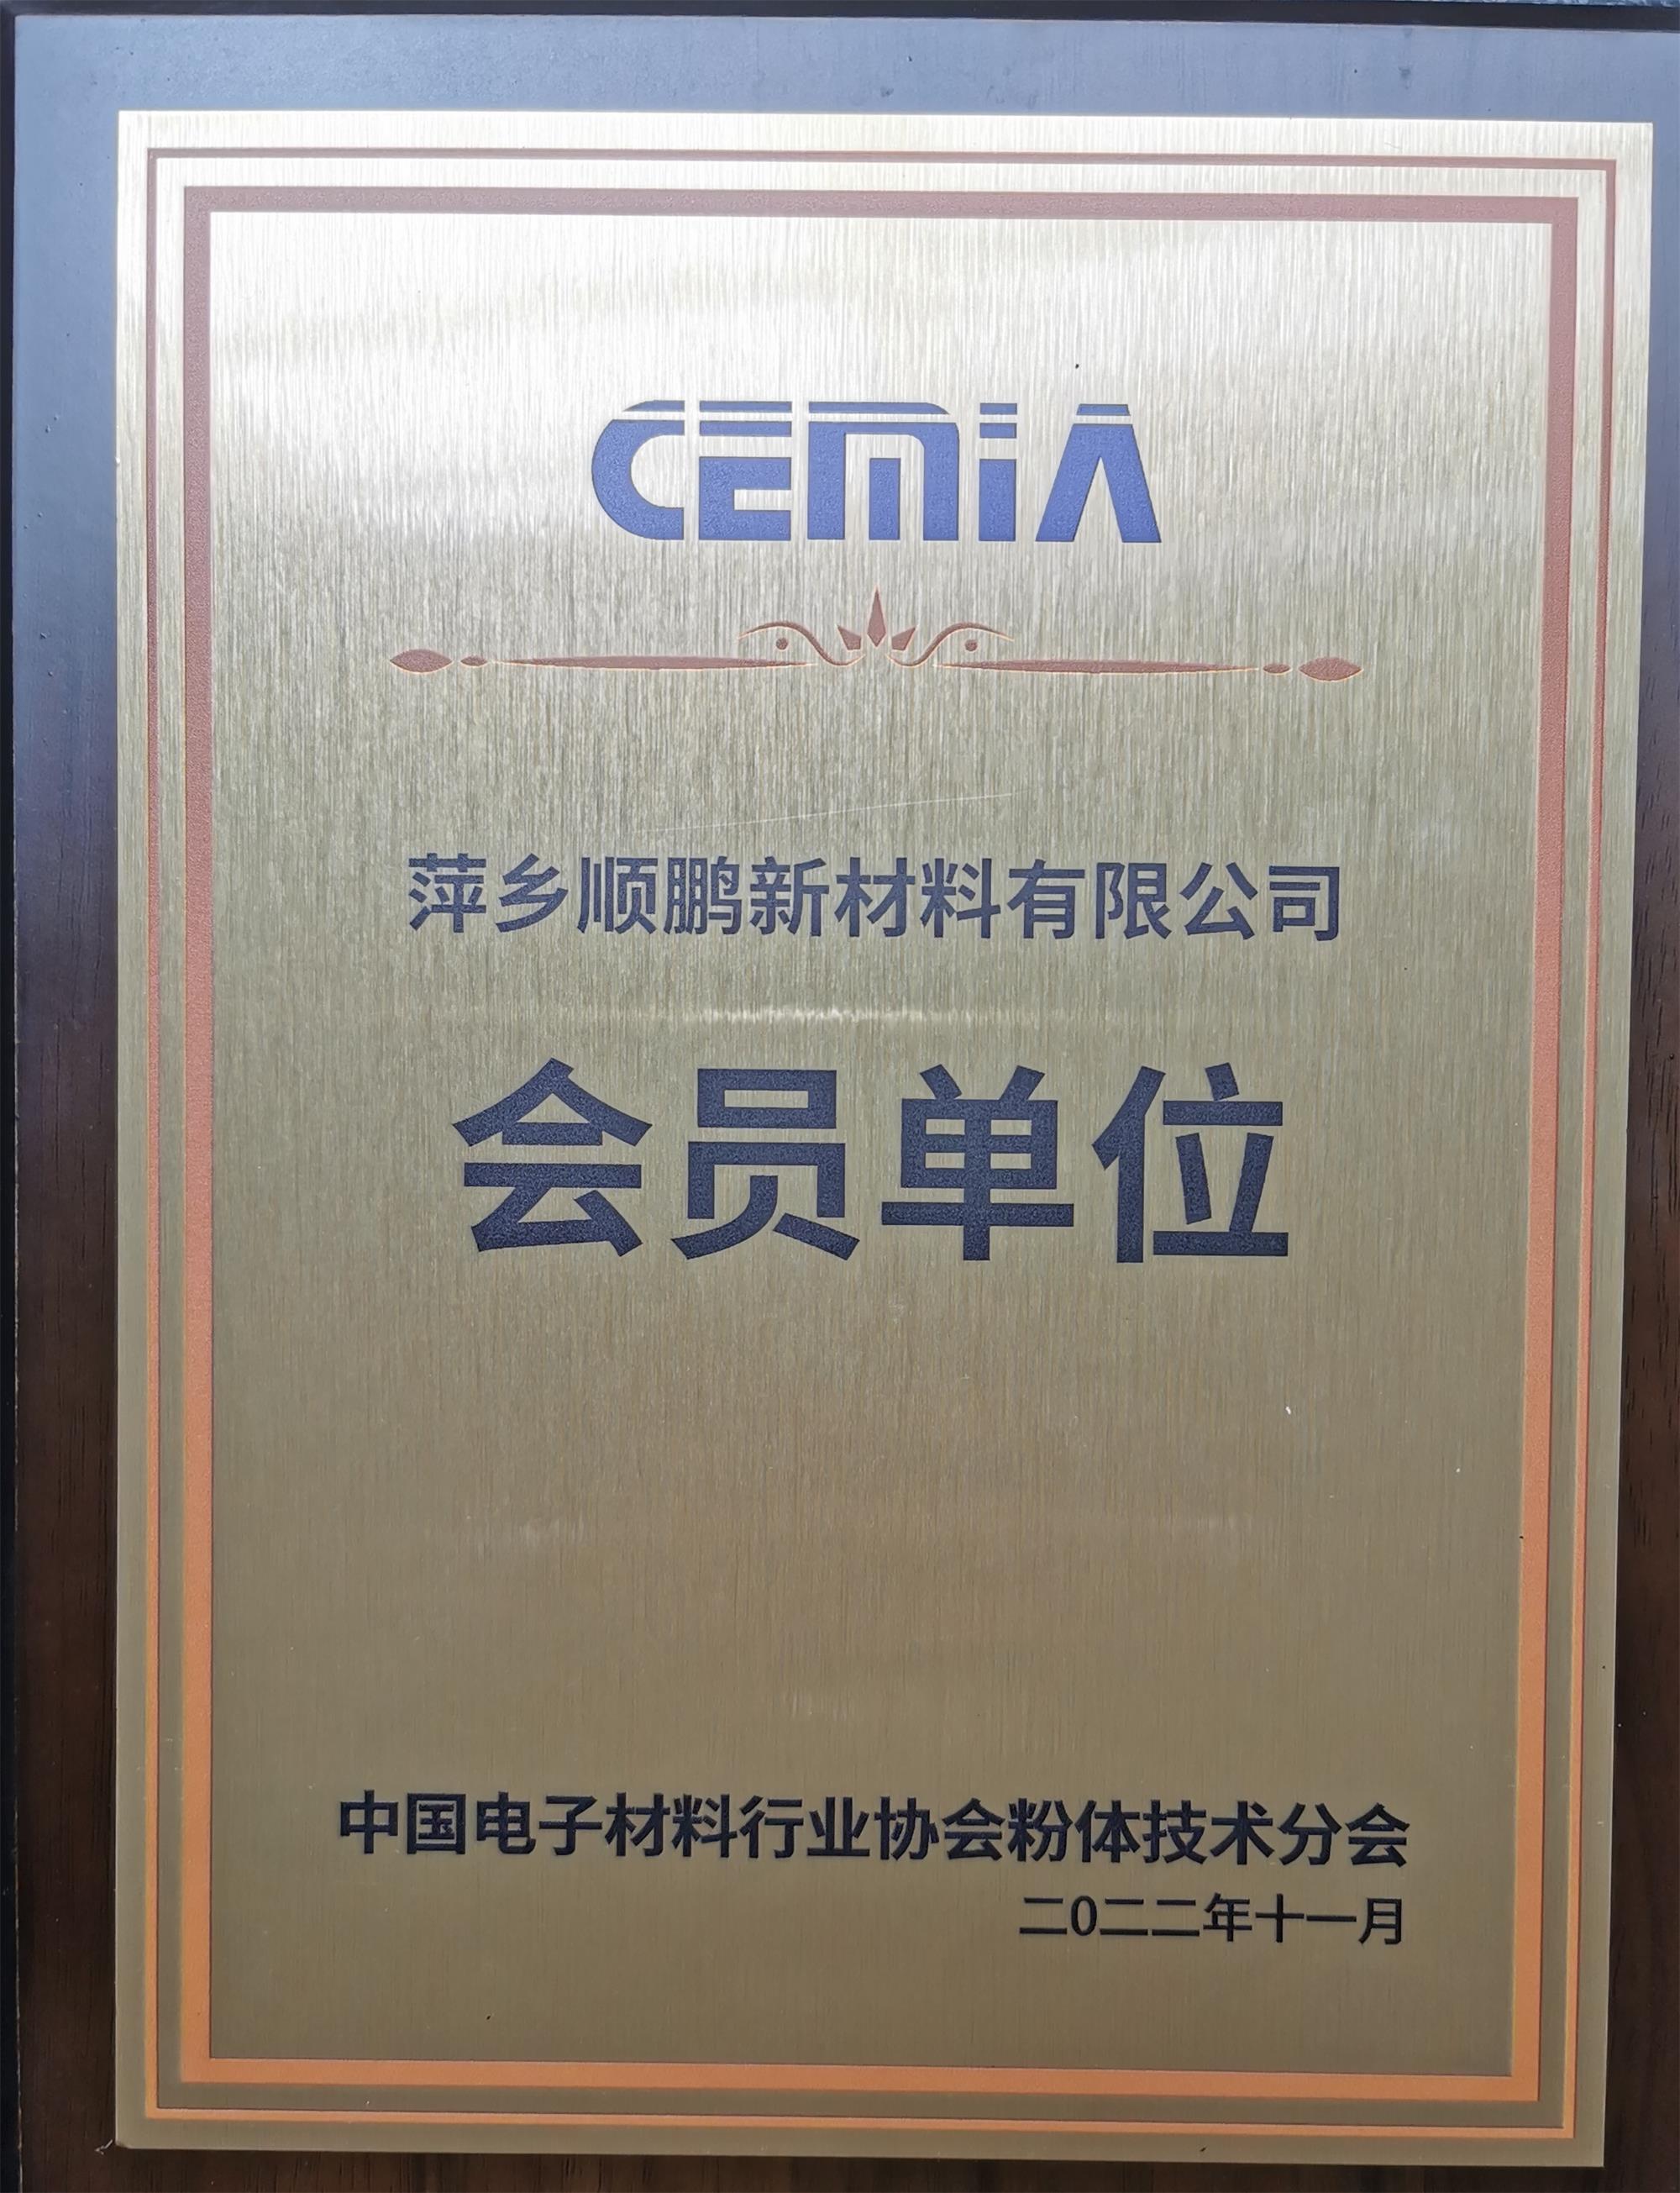 CEMiA
萍乡顺鹏新材料有限公司
会员单位
中国电子材料行业协会粉体技术分会
二0二二年十一月